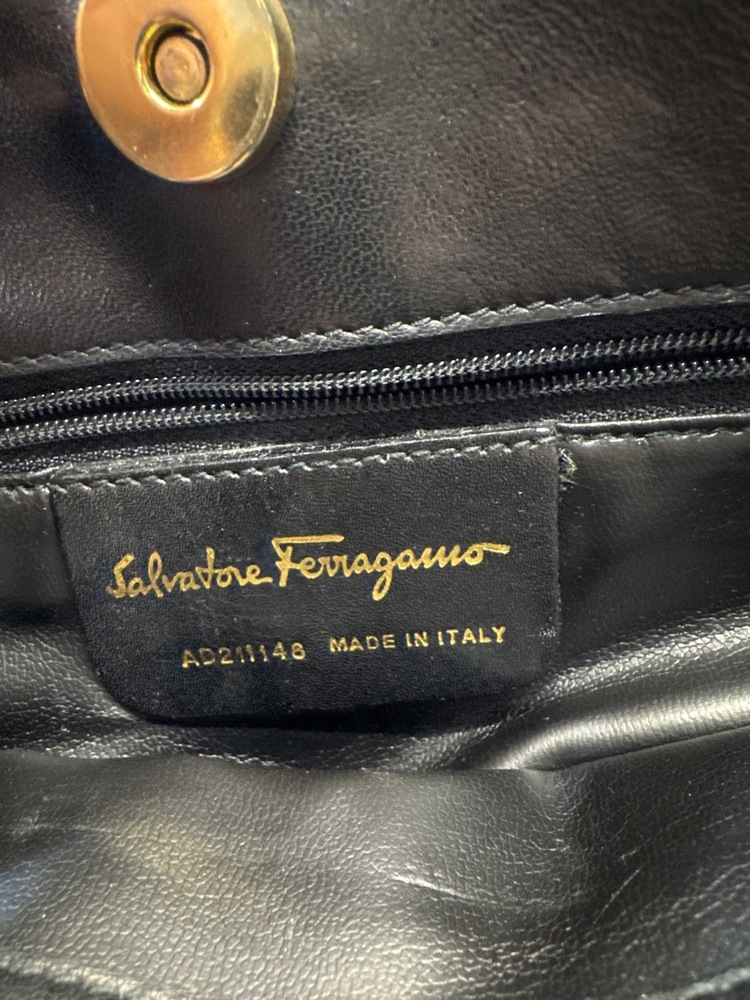 Salvatore Ferragamo
AD211148 MADE IN ITALY